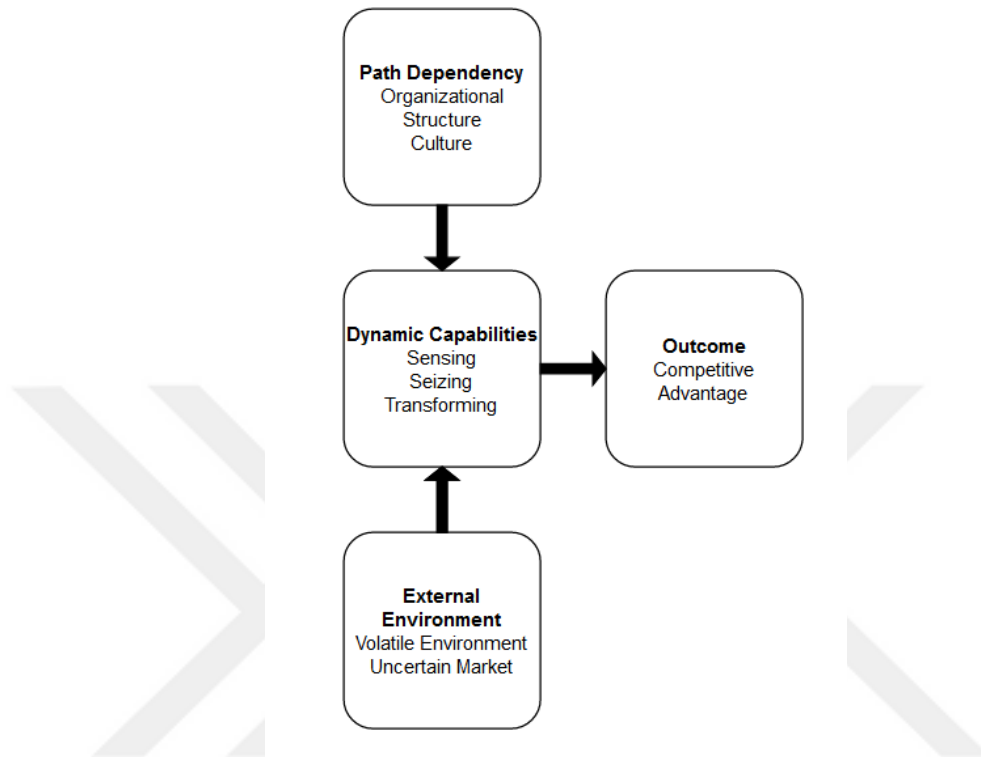 Path Dependency
Organizational
Structure
Culture
Dynamic Capabilities
Sensing
Seizing
Transforming
Outcome
Competitive
Advantage
External
Environment
Volatile Environment
Uncertain Market